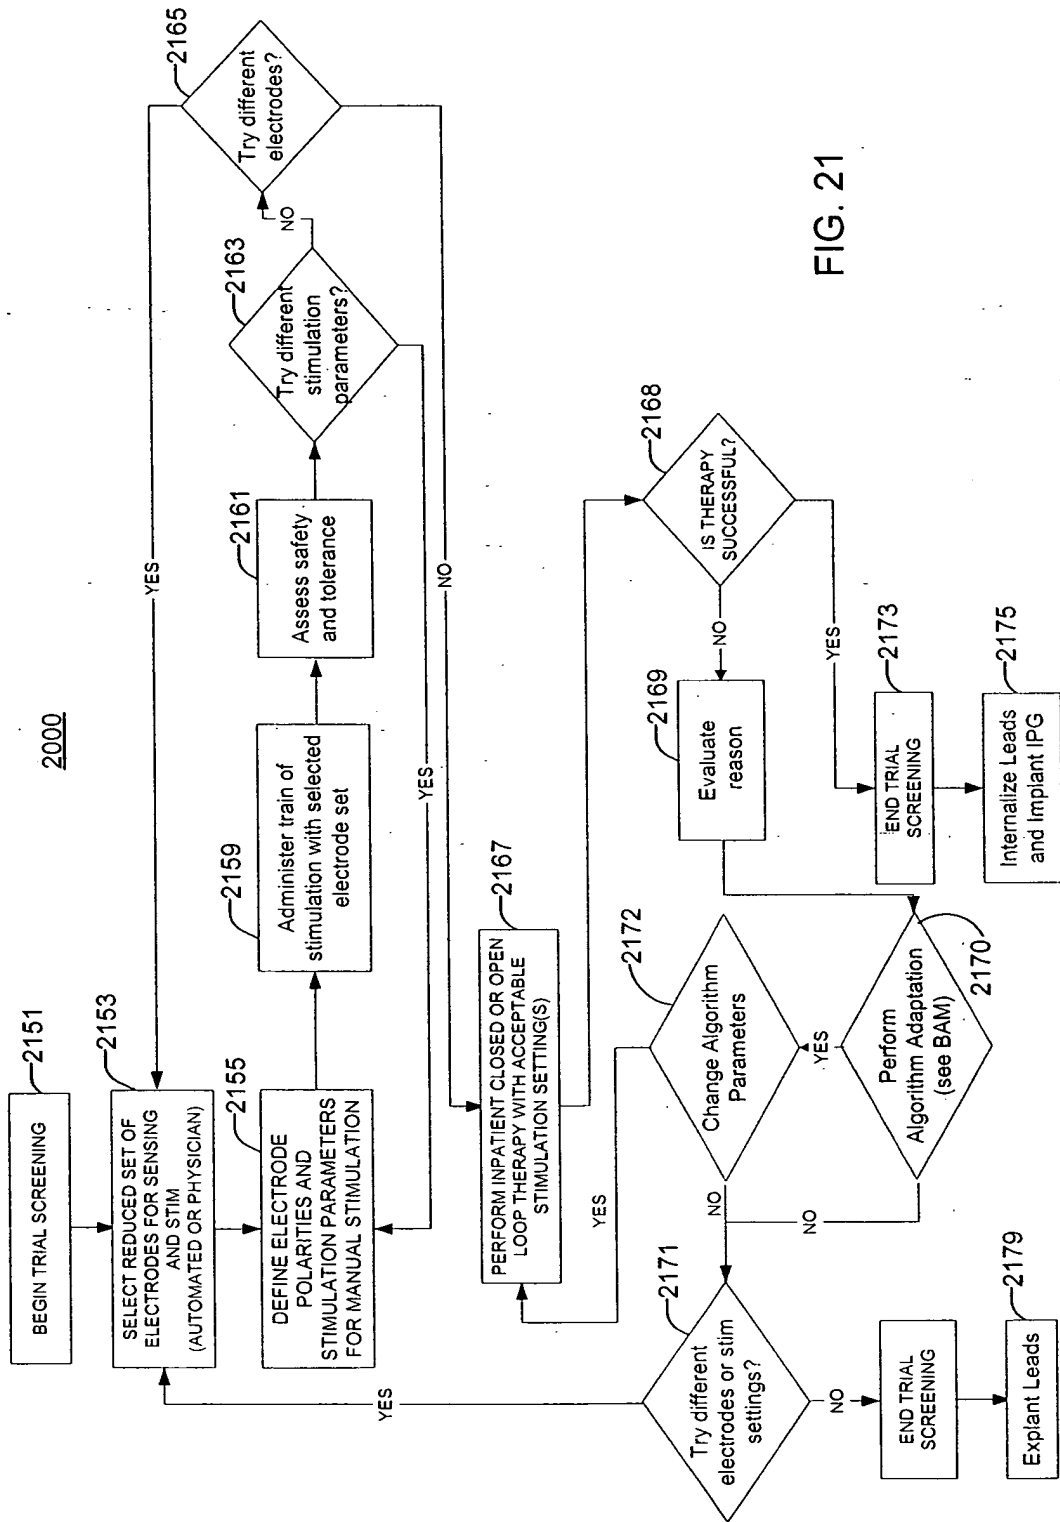 2000
BEGIN TRIAL SCREENING
2151
SELECT REDUCED SET OF
ELECTRODES FOR SENSING
AND STIM
(AUTOMATED OR PHYSICIAN)
2153
DEFINE ELECTRODE
POLARITIES AND
STIMULATION PARAMETERS
FOR MANUAL STIMULATION
2155
Administer train of
stimulation with selected
electrode set
2159
Assess safety
and tolerance
2161
Try different
stimulation
parameters?
2163
NO
YES
Try different
electrodes?
2165
YES
NO
PERFORM INPATIENT CLOSED OR OPEN
LOOP THERAPY WITH ACCEPTABLE
STIMULATION SETTING(S)
2167
IS THERAPY
SUCCESSFUL?
2168
NO
YES
Evaluate
reason
2169
Perform
Algorithm Adaptation
(see BAM)
2170
YES
NO
Change Algorithm
Parameters
2172
YES
NO
Try different
electrodes or stim
settings?
2171
YES
NO
END TRIAL
SCREENING
2173
Internalize Leads
and Implant IPG
2175
END TRIAL
SCREENING
Explant Leads
2179
FIG. 21